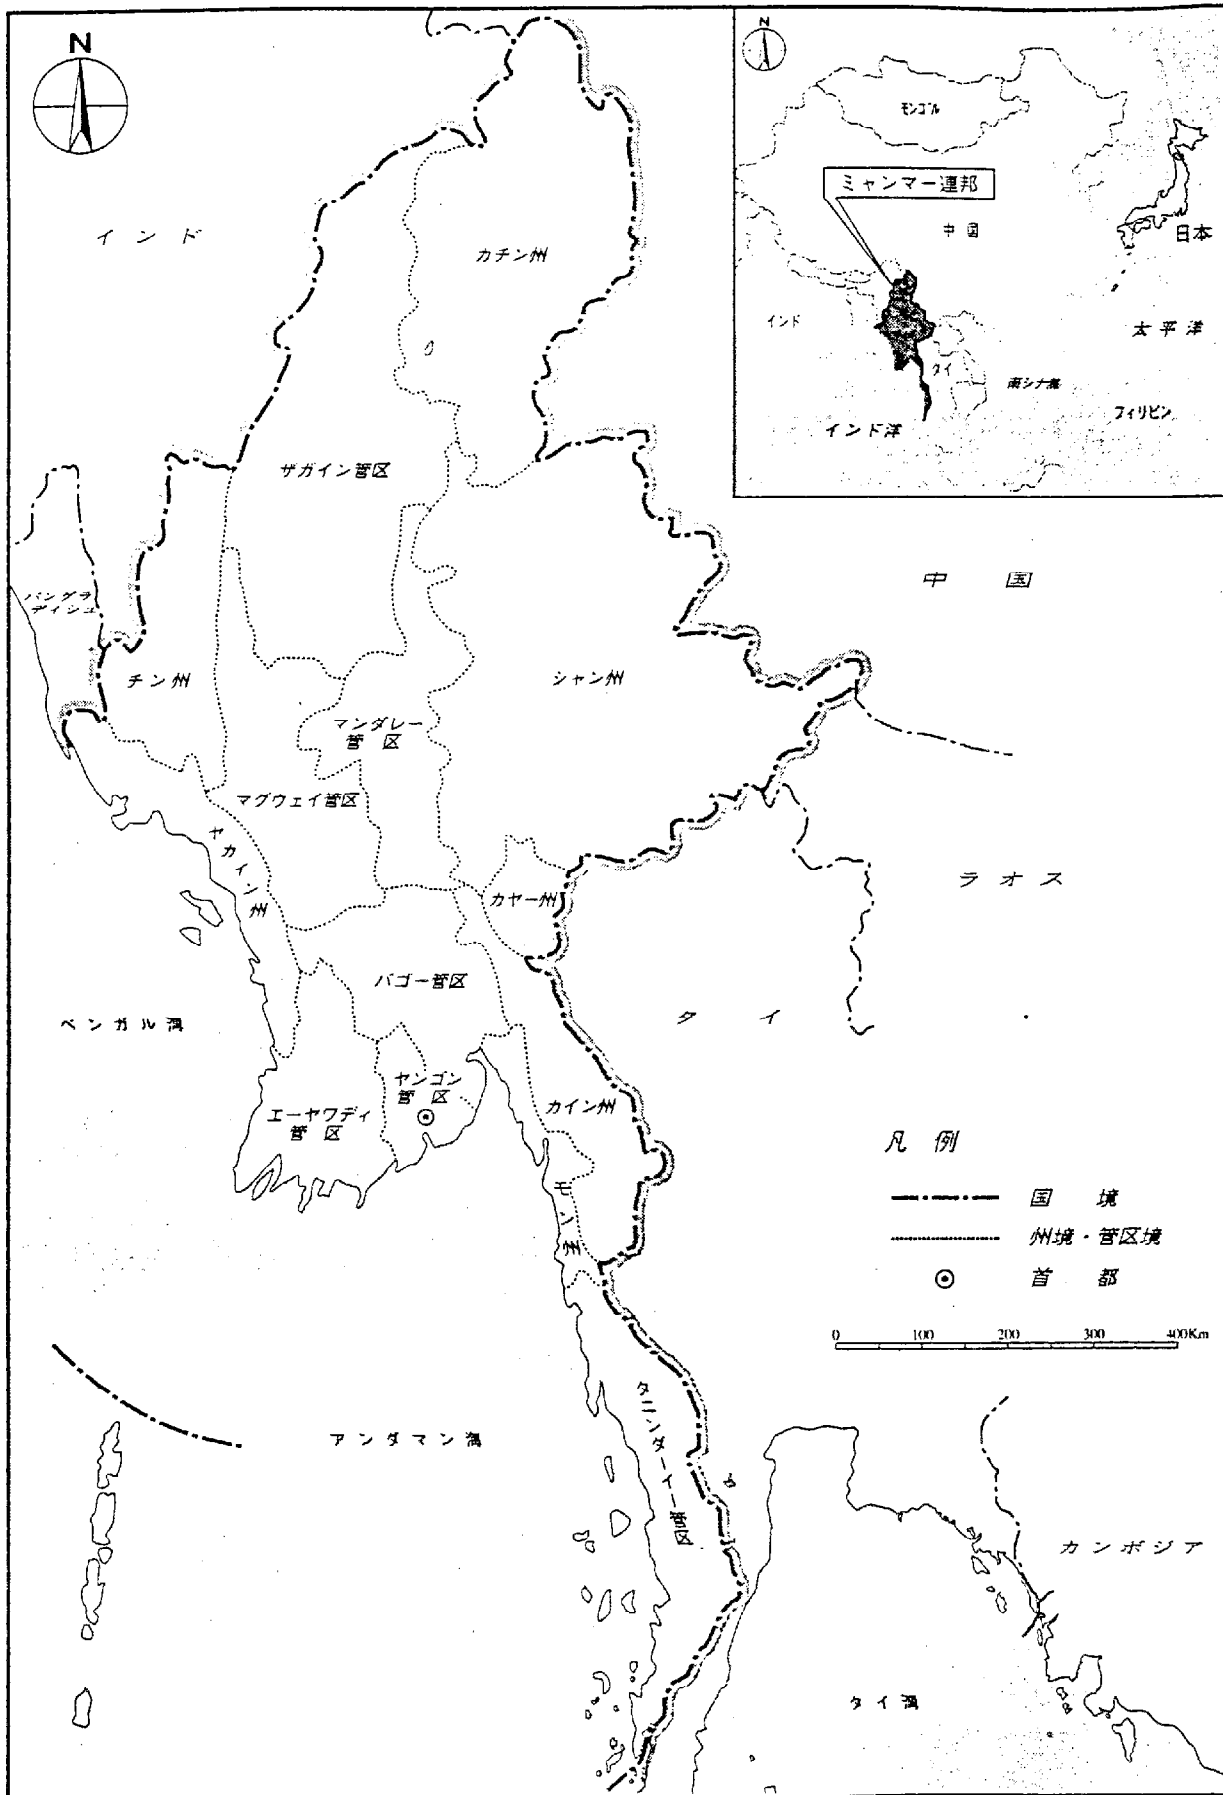 N
インド
カチン州
ザガイン管区
バングラ
ディシュ
チン州
シャン州
マンダレー
管区
マグウェイ管区
ヤカイン州
カヤー州
バゴー管区
ベンガル湾
ヤンゴン
管区
エーヤワディ
管区
カイン州
モン州
タニンダーイー管区
アンダマン海
中国
ラオス
タイ
カンボジア
タイ湾
凡例
国境
州境・管区境
首都
0 100 200 300 400Km
N
モンゴル
ミャンマー連邦
中国
日本
インド
太平洋
タイ
南シナ海
フィリピン
インド洋